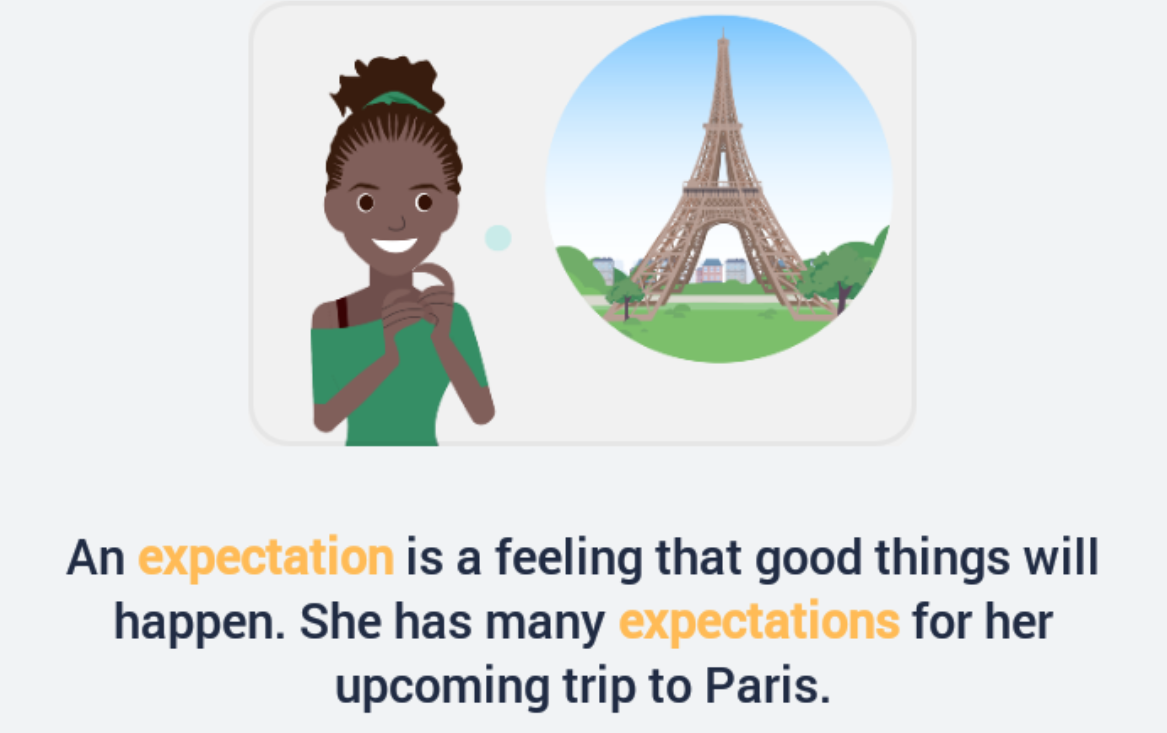 An expectation is a feeling that good things will
happen. She has many expectations for her
upcoming trip to Paris.